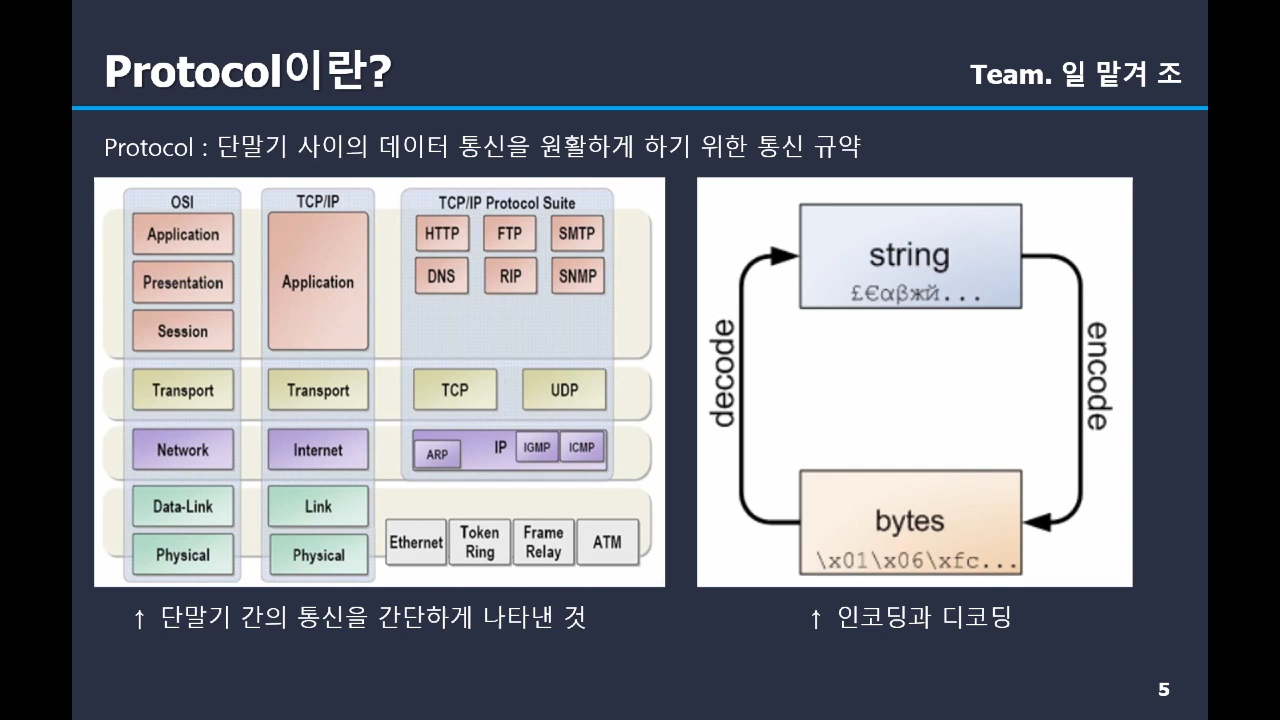 Protocol이란?
Team. 일 맡겨 조
Protocol : 단말기 사이의 데이터 통신을 원활하게 하기 위한 통신 규약
OSI
Application
Presentation
Session
Transport
Network
Data-Link
Physical
TCP/IP
Application
Transport
Internet
Link
Physical
TCP/IP Protocol Suite
HTTP FTP SMTP
DNS RIP SNMP
TCP UDP
ARP IP IGMP ICMP
Ethernet
Token
Ring
Frame
Relay
ATM
string
£€αβжй...
decode
encode
bytes
\x01\x06\xfc...
↑ 단말기 간의 통신을 간단하게 나타낸 것
↑ 인코딩과 디코딩
5